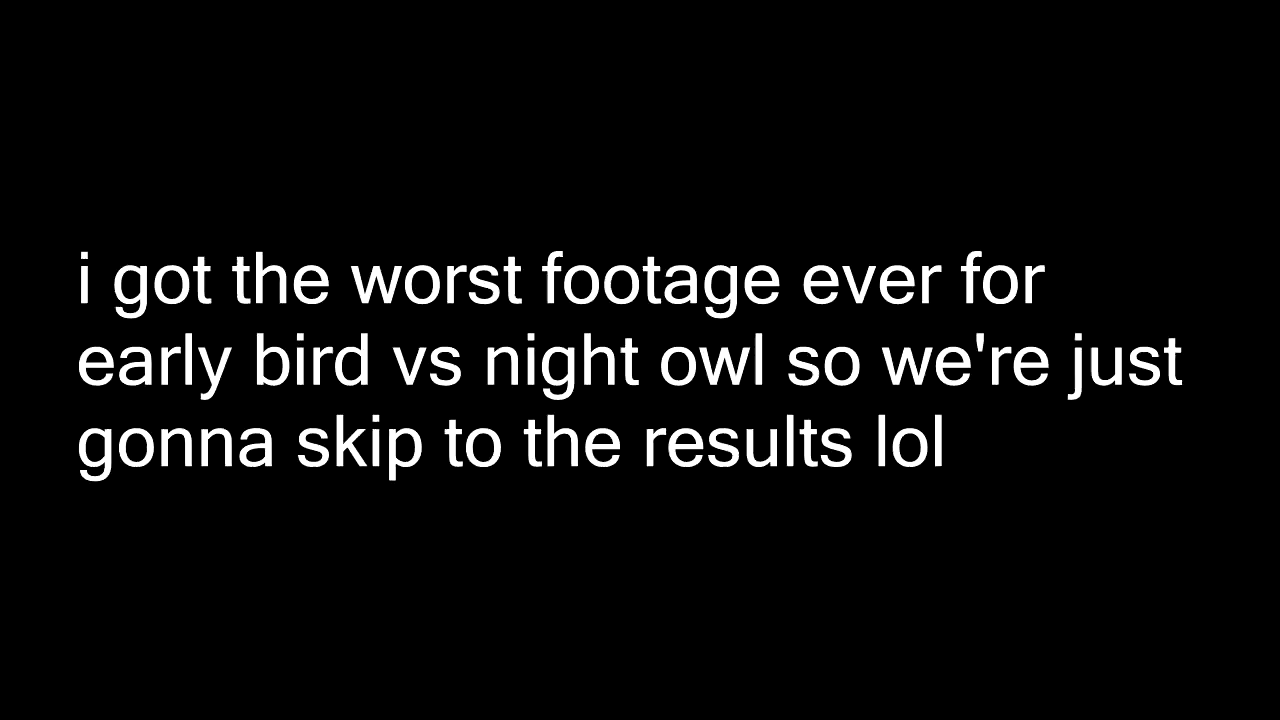 i got the worst footage ever for
early bird vs night owl so we're just
gonna skip to the results lol